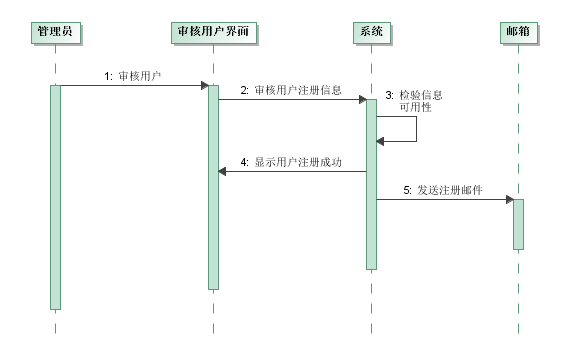 管理员
审核用户界面
系统
邮箱
1: 审核用户
2: 审核用户注册信息
3: 检验信息
可用性
4: 显示用户注册成功
5: 发送注册邮件